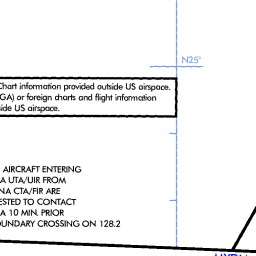 N25°
Chart information provided outside US airspace.
GA) or foreign charts and flight information
side US airspace.
AIRCRAFT ENTERING
A UTA/UIR FROM
NA CTA/FIR ARE
ESTED TO CONTACT
A 10 MIN. PRIOR
OUNDARY CROSSING ON 128.2